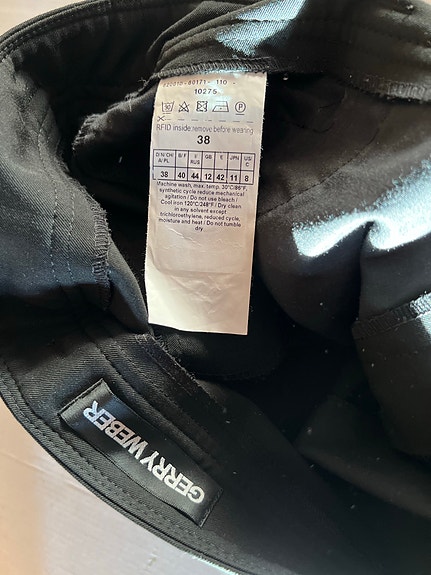 10275
RFID inside:remove before wearing
38
D/N/CH/ B/F I/ GB E JPN US/
A/PL RUS C
38 40 44 12 42 11 8
Machine wash, max. temp. 30°C/86°F,
synthetic cycle reduce mechanical
agitation / Do not use bleach /
Cool iron 120°C/248°F / Dry clean
in any solvent except
trichloroethylene, reduced cycle,
moisture and heat / Do not tumble
dry
GERRY WEBER